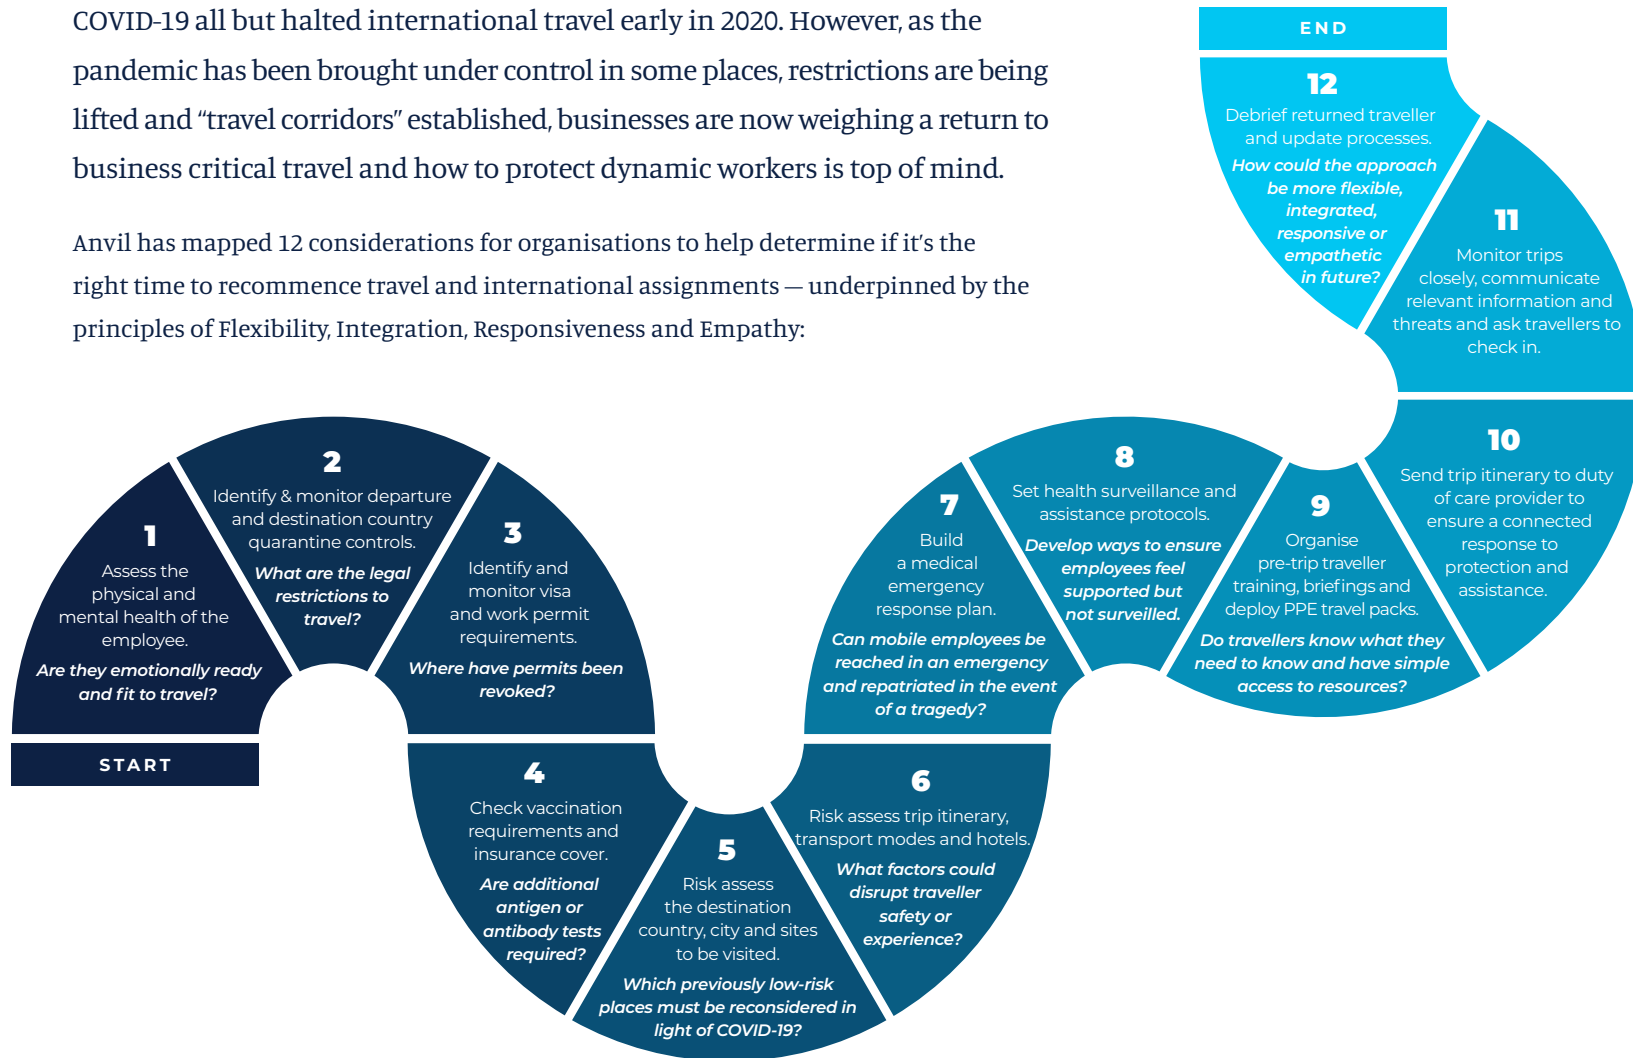 COVID-19 all but halted international travel early in 2020. However, as the
pandemic has been brought under control in some places, restrictions are being
lifted and “travel corridors” established, businesses are now weighing a return to
business critical travel and how to protect dynamic workers is top of mind.
Anvil has mapped 12 considerations for organisations to help determine if it’s the
right time to recommence travel and international assignments — underpinned by the
principles of Flexibility, Integration, Responsiveness and Empathy:
START
1
Assess the
physical and
mental health of the
employee.
Are they emotionally ready
and fit to travel?
2
Identify & monitor departure
and destination country
quarantine controls.
What are the legal
restrictions to
travel?
3
Identify and
monitor visa
and work permit
requirements.
Where have permits been
revoked?
4
Check vaccination
requirements and
insurance cover.
Are additional
antigen or
antibody tests
required?
5
Risk assess
the destination
country, city and sites
to be visited.
Which previously low-risk
places must be reconsidered in
light of COVID-19?
6
Risk assess trip itinerary,
transport modes and hotels.
What factors could
disrupt traveller
safety or
experience?
7
Build
a medical
emergency
response plan.
Can mobile employees be
reached in an emergency
and repatriated in the event
of a tragedy?
8
Set health surveillance and
assistance protocols.
Develop ways to ensure
employees feel
supported but
not surveilled.
9
Organise
pre-trip traveller
training, briefings and
deploy PPE travel packs.
Do travellers know what they
need to know and have simple
access to resources?
10
Send trip itinerary to duty
of care provider to
ensure a connected
response to
protection and
assistance.
11
Monitor trips
closely, communicate
relevant information and
threats and ask travellers to
check in.
12
Debrief returned traveller
and update processes.
How could the approach
be more flexible,
integrated,
responsive or
empathetic
in future?
END